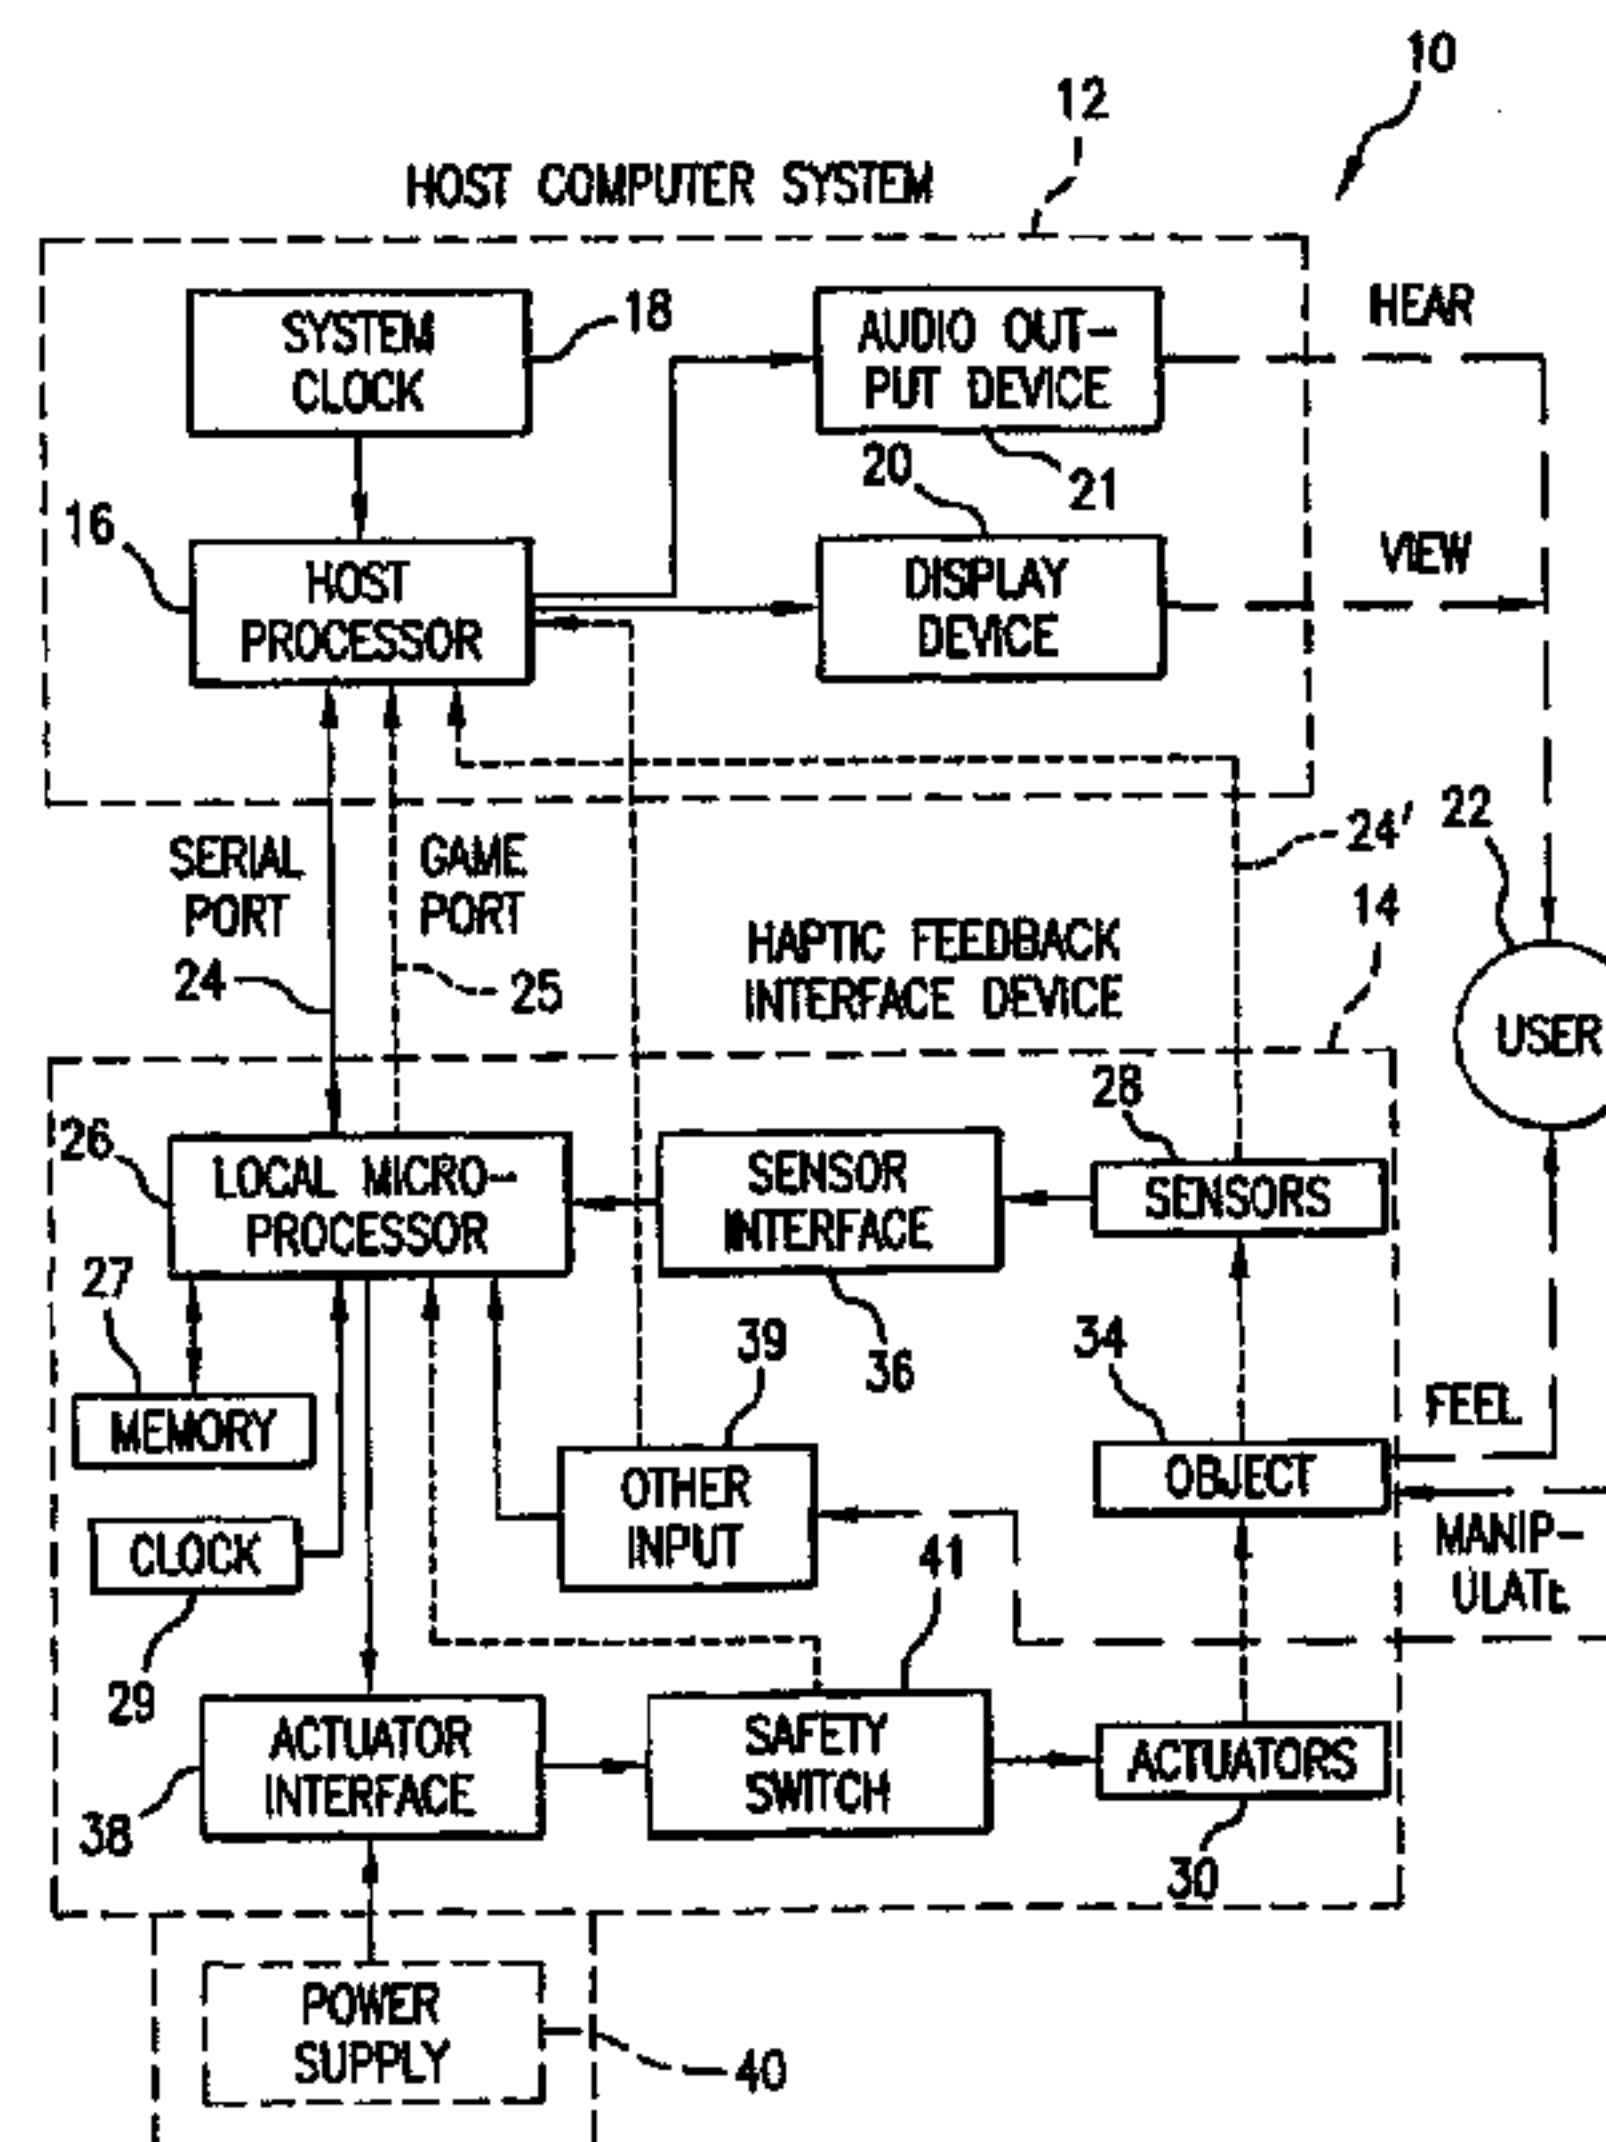 10
12
HOST COMPUTER SYSTEM
SYSTEM
CLOCK
18
AUDIO OUT-
PUT DEVICE
HEAR
20
21
16
HOST
PROCESSOR
DISPLAY
DEVICE
VIEW
SERIAL
PORT
GAME
PORT
24'
22
14
HAPTIC FEEDBACK
INTERFACE DEVICE
24
25
USER
28
26
LOCAL MICRO-
PROCESSOR
SENSOR
INTERFACE
SENSORS
27
39
36
34
MEMORY
FEEL
OTHER
INPUT
OBJECT
CLOCK
41
MANIP-
ULATE
29
ACTUATOR
INTERFACE
SAFETY
SWITCH
ACTUATORS
38
30
POWER
SUPPLY
40